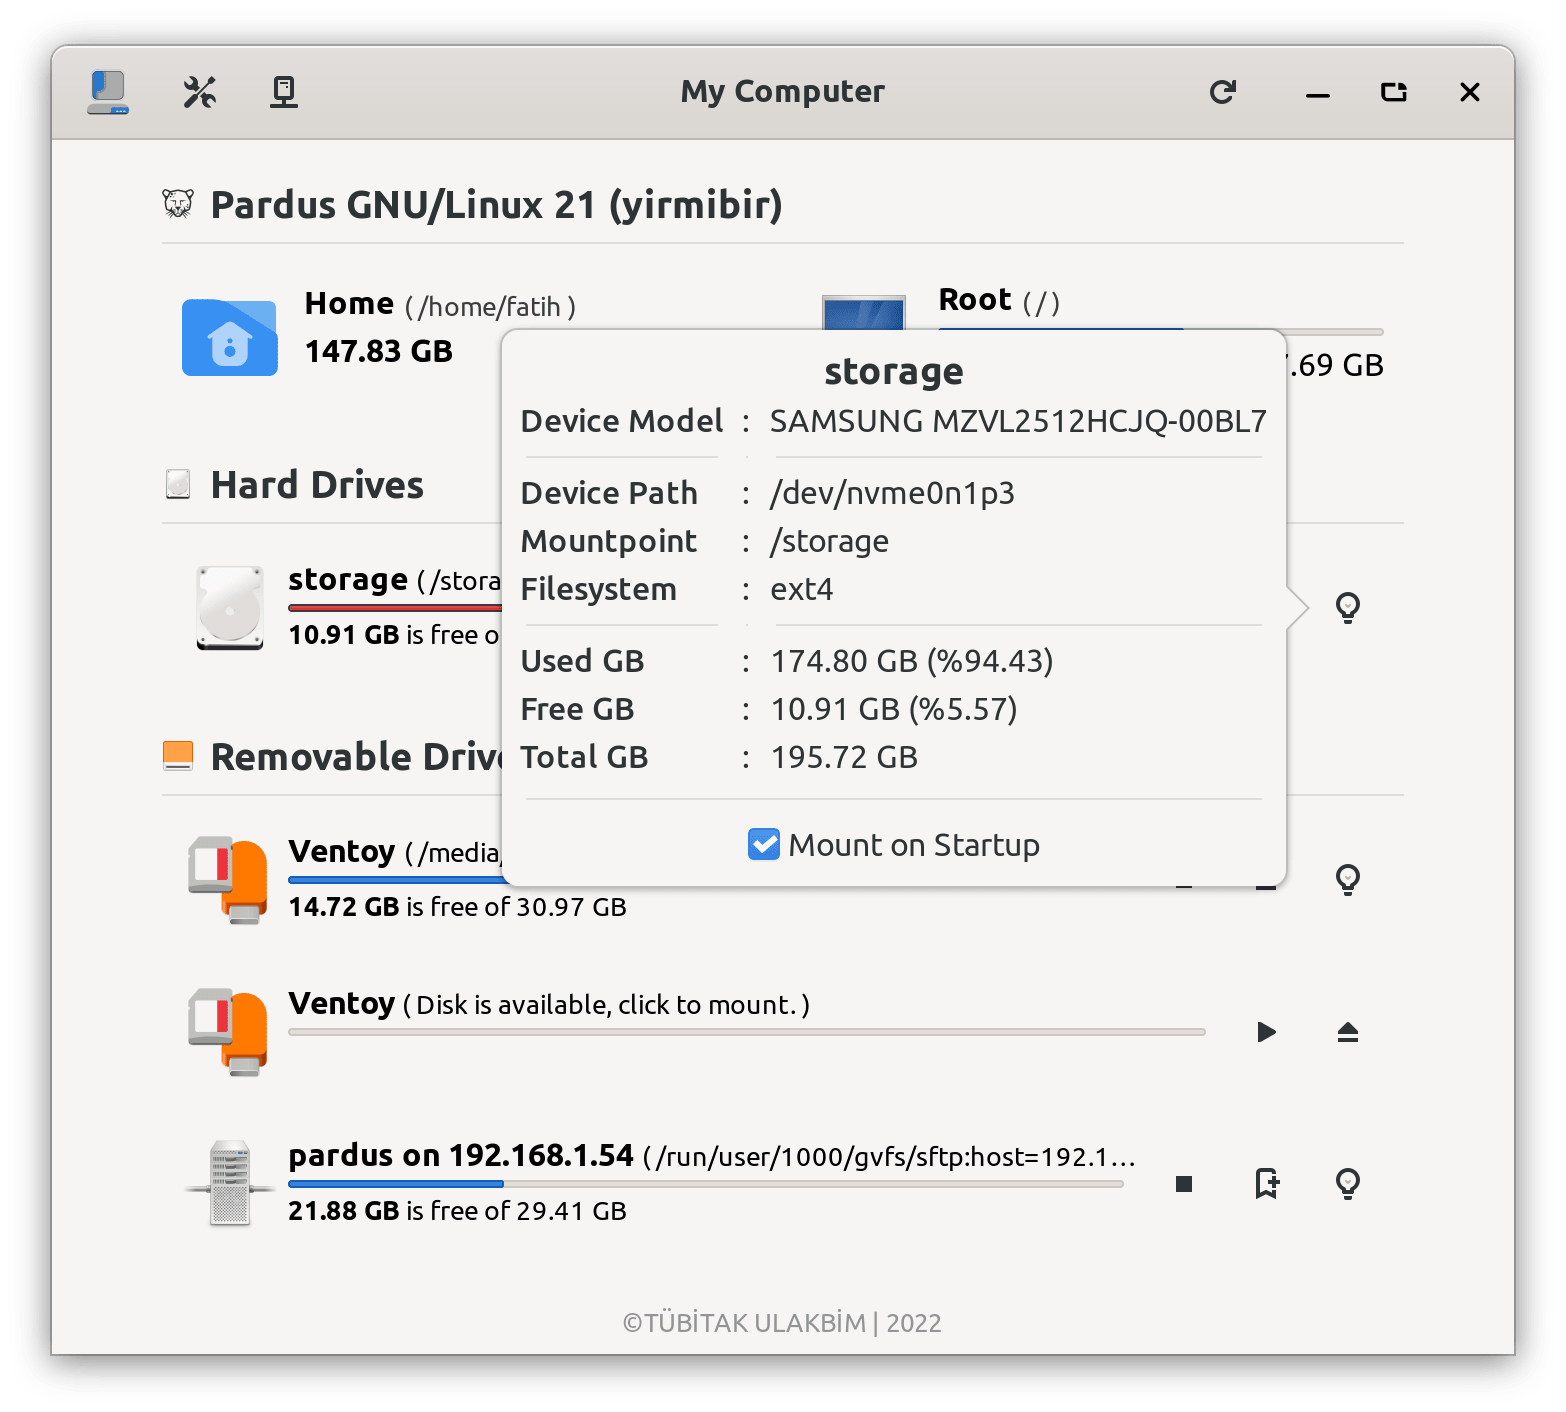 My Computer
Pardus GNU/Linux 21 (yirmibir)
Home ( /home/fatih )
147.83 GB
Root ( / )
.69 GB
storage
Device Model : SAMSUNG MZVL2512HCJQ-00BL7
Device Path : /dev/nvme0n1p3
Mountpoint : /storage
Filesystem : ext4
Used GB : 174.80 GB (%94.43)
Free GB : 10.91 GB (%5.57)
Total GB : 195.72 GB
Mount on Startup
Hard Drives
storage ( /stora
10.91 GB is free o
Removable Driv
Ventoy ( /media/
14.72 GB is free of 30.97 GB
Ventoy ( Disk is available, click to mount. )
pardus on 192.168.1.54 ( /run/user/1000/gvfs/sftp:host=192.1...
21.88 GB is free of 29.41 GB
©TÜBİTAK ULAKBİM | 2022